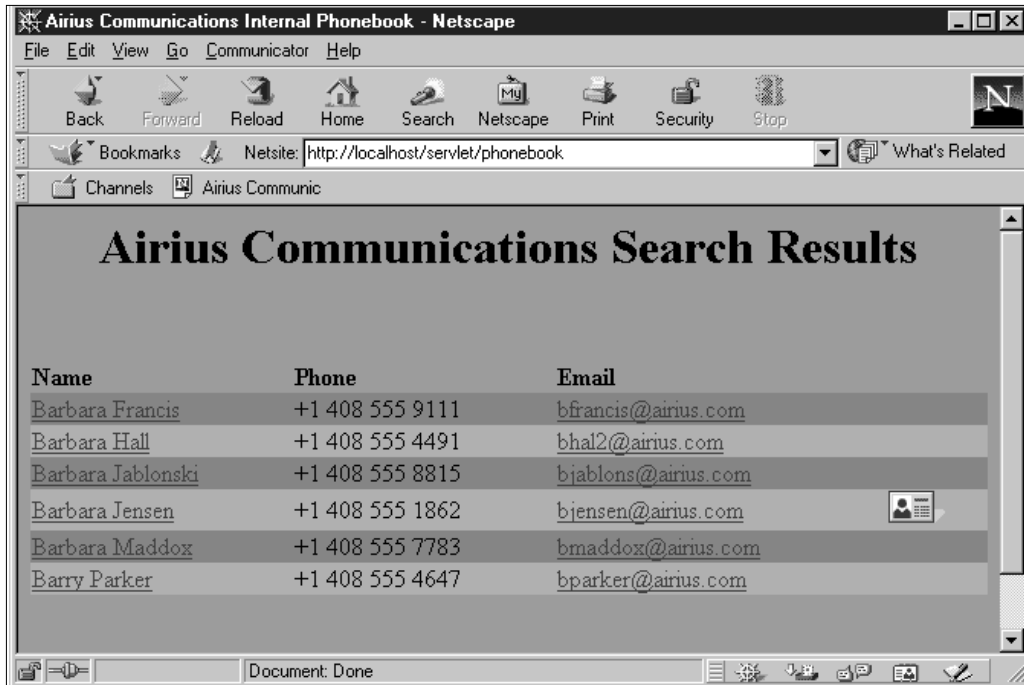 Airius Communications Internal Phonebook - Netscape
File Edit View Go Communicator Help
Back Forward Reload Home Search Netscape Print Security Stop
My
N
Bookmarks Netsite: http://localhost/servlet/phonebook What's Related
Channels Airius Communic
Airius Communications Search Results
Name Phone Email
Barbara Francis +1 408 555 9111 bfrancis@airius.com
Barbara Hall +1 408 555 4491 bhal2@airius.com
Barbara Jablonski +1 408 555 8815 bjablons@airius.com
Barbara Jensen +1 408 555 1862 bjensen@airius.com
Barbara Maddox +1 408 555 7783 bmaddox@airius.com
Barry Parker +1 408 555 4647 bparker@airius.com
Document: Done